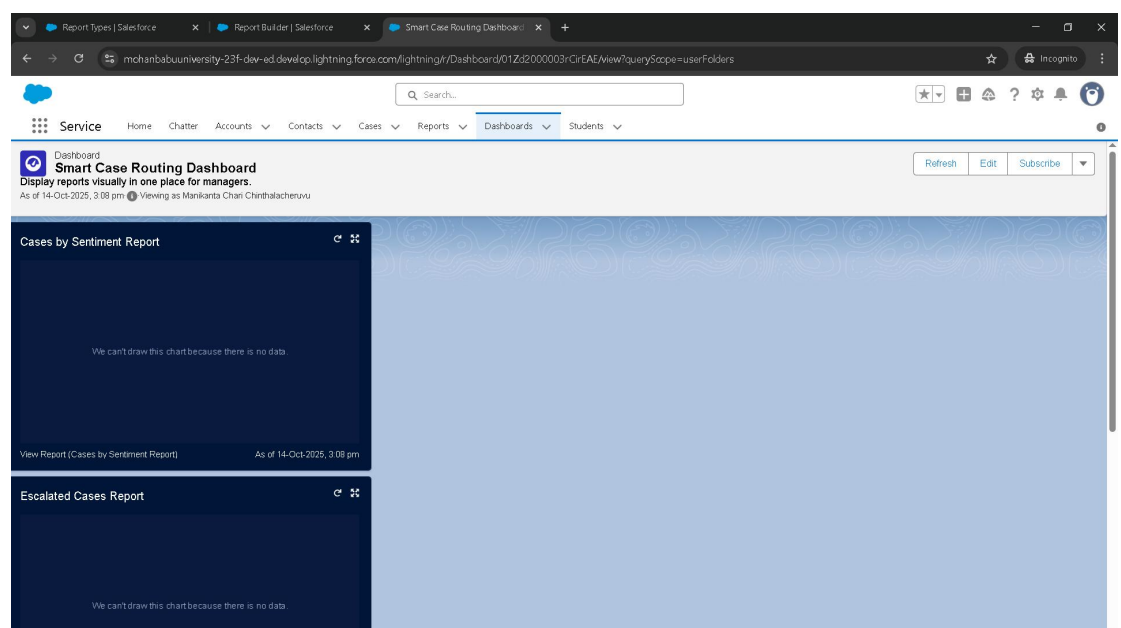 Report Types | Salesforce
Report Builder | Salesforce
Smart Case Routing Dashboard
mohanbabuuniversity-23f-dev-ed.develop.lightning.force.com/lightning/r/Dashboard/01Zd2000003rCirEAE/view?queryScope=userFolders
Incognito
Search...
Service Home Chatter Accounts Contacts Cases Reports Dashboards Students
Dashboard
Smart Case Routing Dashboard
Display reports visually in one place for managers.
As of 14-Oct-2025, 3:08 pm Viewing as Manikanta Chari Chinthalacheruvu
Refresh Edit Subscribe
Cases by Sentiment Report
We can't draw this chart because there is no data.
View Report (Cases by Sentiment Report) As of 14-Oct-2025, 3:08 pm
Escalated Cases Report
We can't draw this chart because there is no data.